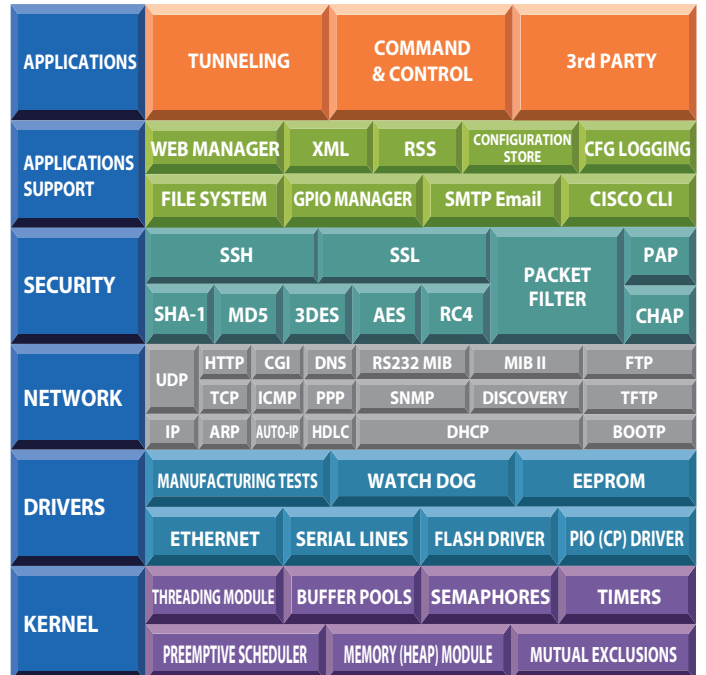 APPLICATIONS
TUNNELING
COMMAND
& CONTROL
3rd PARTY
APPLICATIONS
SUPPORT
WEB MANAGER
XML
RSS
CONFIGURATION
STORE
CFG LOGGING
FILE SYSTEM
GPIO MANAGER
SMTP Email
CISCO CLI
SECURITY
SSH
SSL
PACKET
FILTER
PAP
SHA-1
MD5
3DES
AES
RC4
CHAP
NETWORK
UDP
HTTP
CGI
DNS
RS232 MIB
MIB II
FTP
TCP
ICMP
PPP
SNMP
DISCOVERY
TFTP
IP
ARP
AUTO-IP
HDLC
DHCP
BOOTP
DRIVERS
MANUFACTURING TESTS
WATCH DOG
EEPROM
ETHERNET
SERIAL LINES
FLASH DRIVER
PIO (CP) DRIVER
KERNEL
THREADING MODULE
BUFFER POOLS
SEMAPHORES
TIMERS
PREEMPTIVE SCHEDULER
MEMORY (HEAP) MODULE
MUTUAL EXCLUSIONS